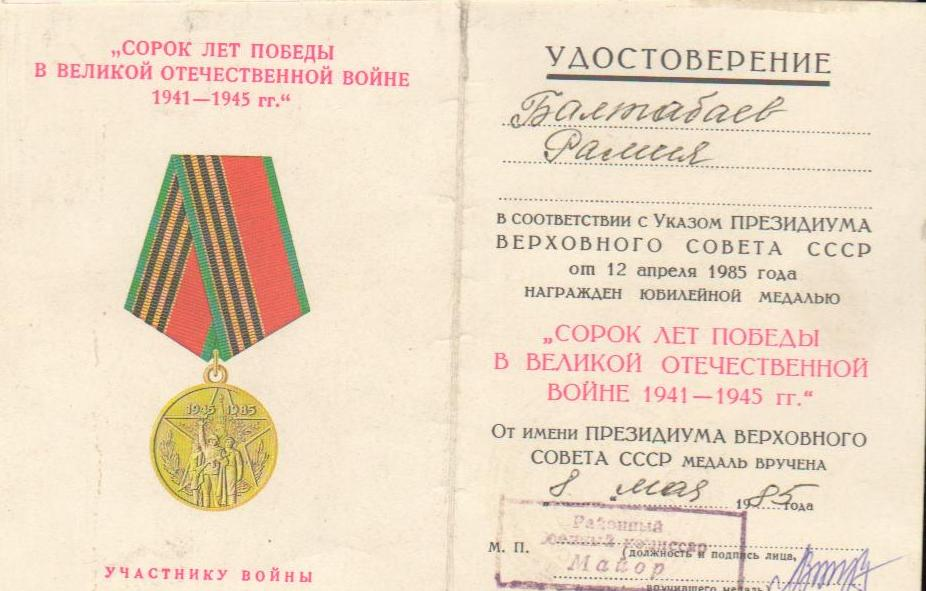 „СОРОК ЛЕТ ПОБЕДЫ
В ВЕЛИКОЙ ОТЕЧЕСТВЕННОЙ ВОЙНЕ
1941—1945 гг.“
1945 1985
УЧАСТНИКУ ВОЙНЫ
УДОСТОВЕРЕНИЕ
Балтабаев
Рамия
В СООТВЕТСТВИИ С УКАЗОМ ПРЕЗИДИУМА
ВЕРХОВНОГО СОВЕТА СССР
от 12 апреля 1985 года
НАГРАЖДЕН ЮБИЛЕЙНОЙ МЕДАЛЬЮ
„СОРОК ЛЕТ ПОБЕДЫ
В ВЕЛИКОЙ ОТЕЧЕСТВЕННОЙ
ВОЙНЕ 1941—1945 гг.“
ОТ ИМЕНИ ПРЕЗИДИУМА ВЕРХОВНОГО
СОВЕТА СССР МЕДАЛЬ ВРУЧЕНА
„8“ мая 1985 года
Районный
военный комиссар
М. П. (должность и подпись лица,
Майор
вручившего медаль)